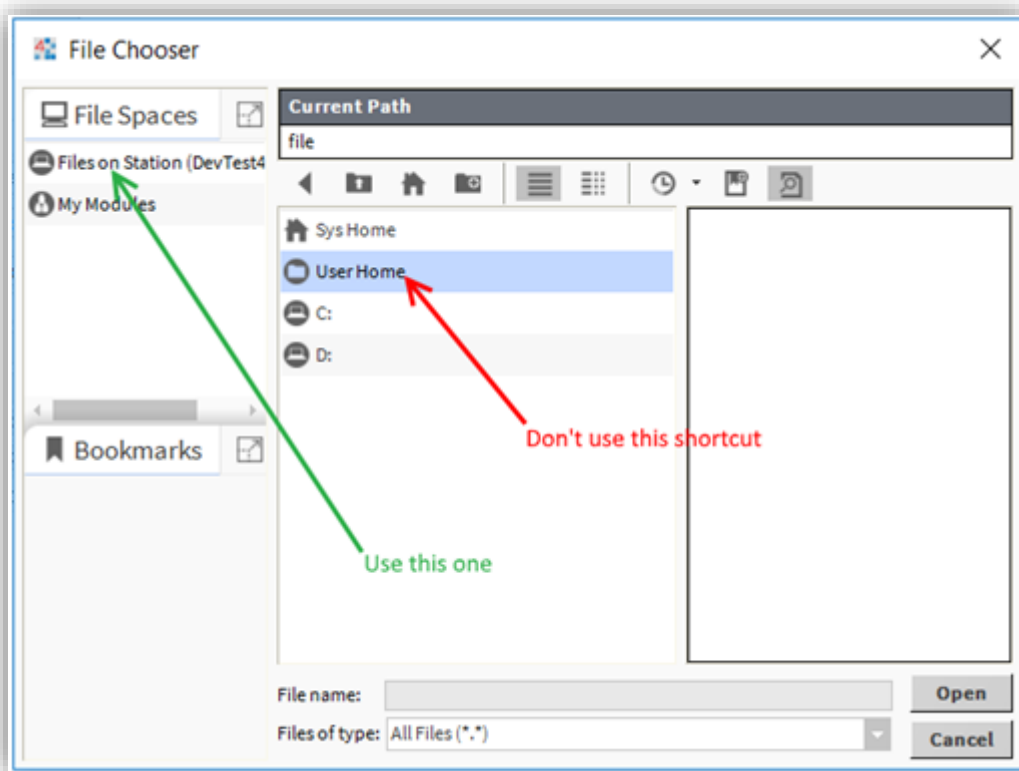 File Chooser
File Spaces
Files on Station (DevTest4
My Modules
Bookmarks
Current Path
file
Sys Home
User Home
C:
D:
Don't use this shortcut
Use this one
File name:
Files of type: All Files (*.*)
Open
Cancel